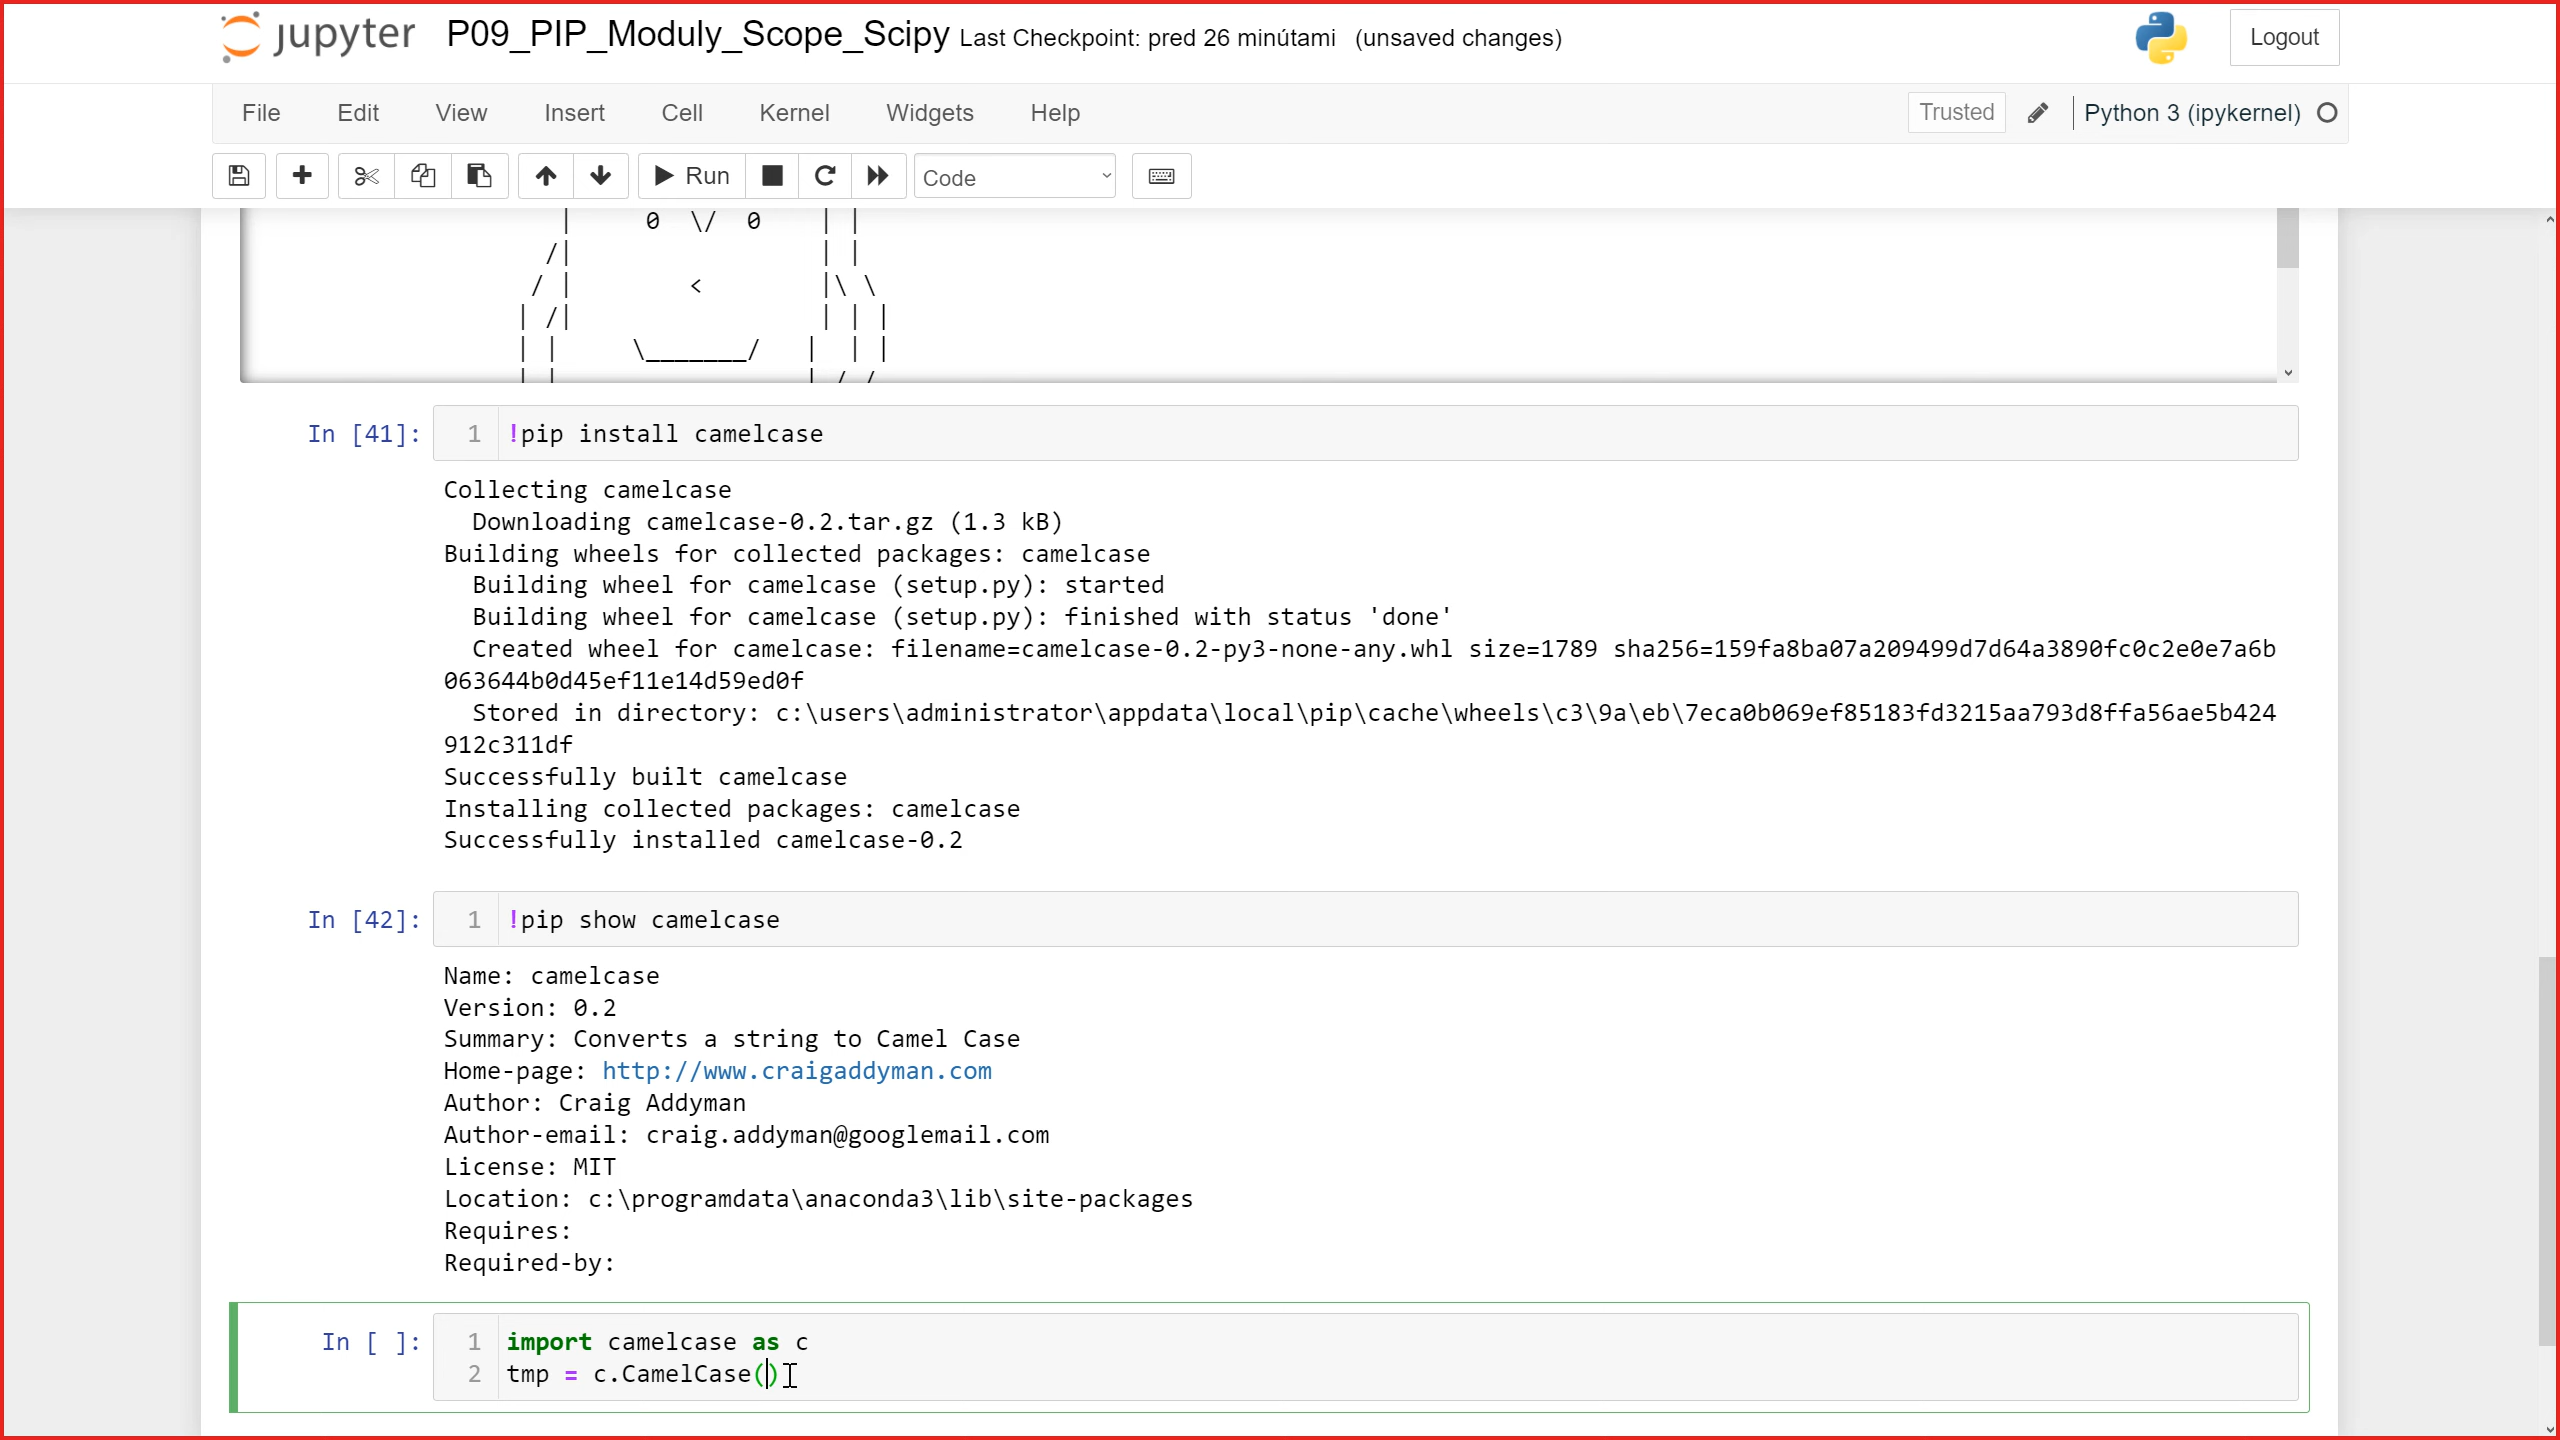 jupyter P09_PIP_Moduly_Scope_Scipy Last Checkpoint: pred 26 minútami (unsaved changes) Logout
File Edit View Insert Cell Kernel Widgets Help Trusted Python 3 (ipykernel)
Run Code
| 0 \/ 0 | |
/| | |
/ | < |\ \
| /| | | |
| | \_______/ | | |
| | | / /
In [41]: 1 !pip install camelcase
Collecting camelcase
Downloading camelcase-0.2.tar.gz (1.3 kB)
Building wheels for collected packages: camelcase
Building wheel for camelcase (setup.py): started
Building wheel for camelcase (setup.py): finished with status 'done'
Created wheel for camelcase: filename=camelcase-0.2-py3-none-any.whl size=1789 sha256=159fa8ba07a209499d7d64a3890fc0c2e0e7a6b
063644b0d45ef11e14d59ed0f
Stored in directory: c:\users\administrator\appdata\local\pip\cache\wheels\c3\9a\eb\7eca0b069ef85183fd3215aa793d8ffa56ae5b424
912c311df
Successfully built camelcase
Installing collected packages: camelcase
Successfully installed camelcase-0.2
In [42]: 1 !pip show camelcase
Name: camelcase
Version: 0.2
Summary: Converts a string to Camel Case
Home-page: http://www.craigaddyman.com
Author: Craig Addyman
Author-email: craig.addyman@googlemail.com
License: MIT
Location: c:\programdata\anaconda3\lib\site-packages
Requires:
Required-by:
In [ ]: 1 import camelcase as c
2 tmp = c.CamelCase()